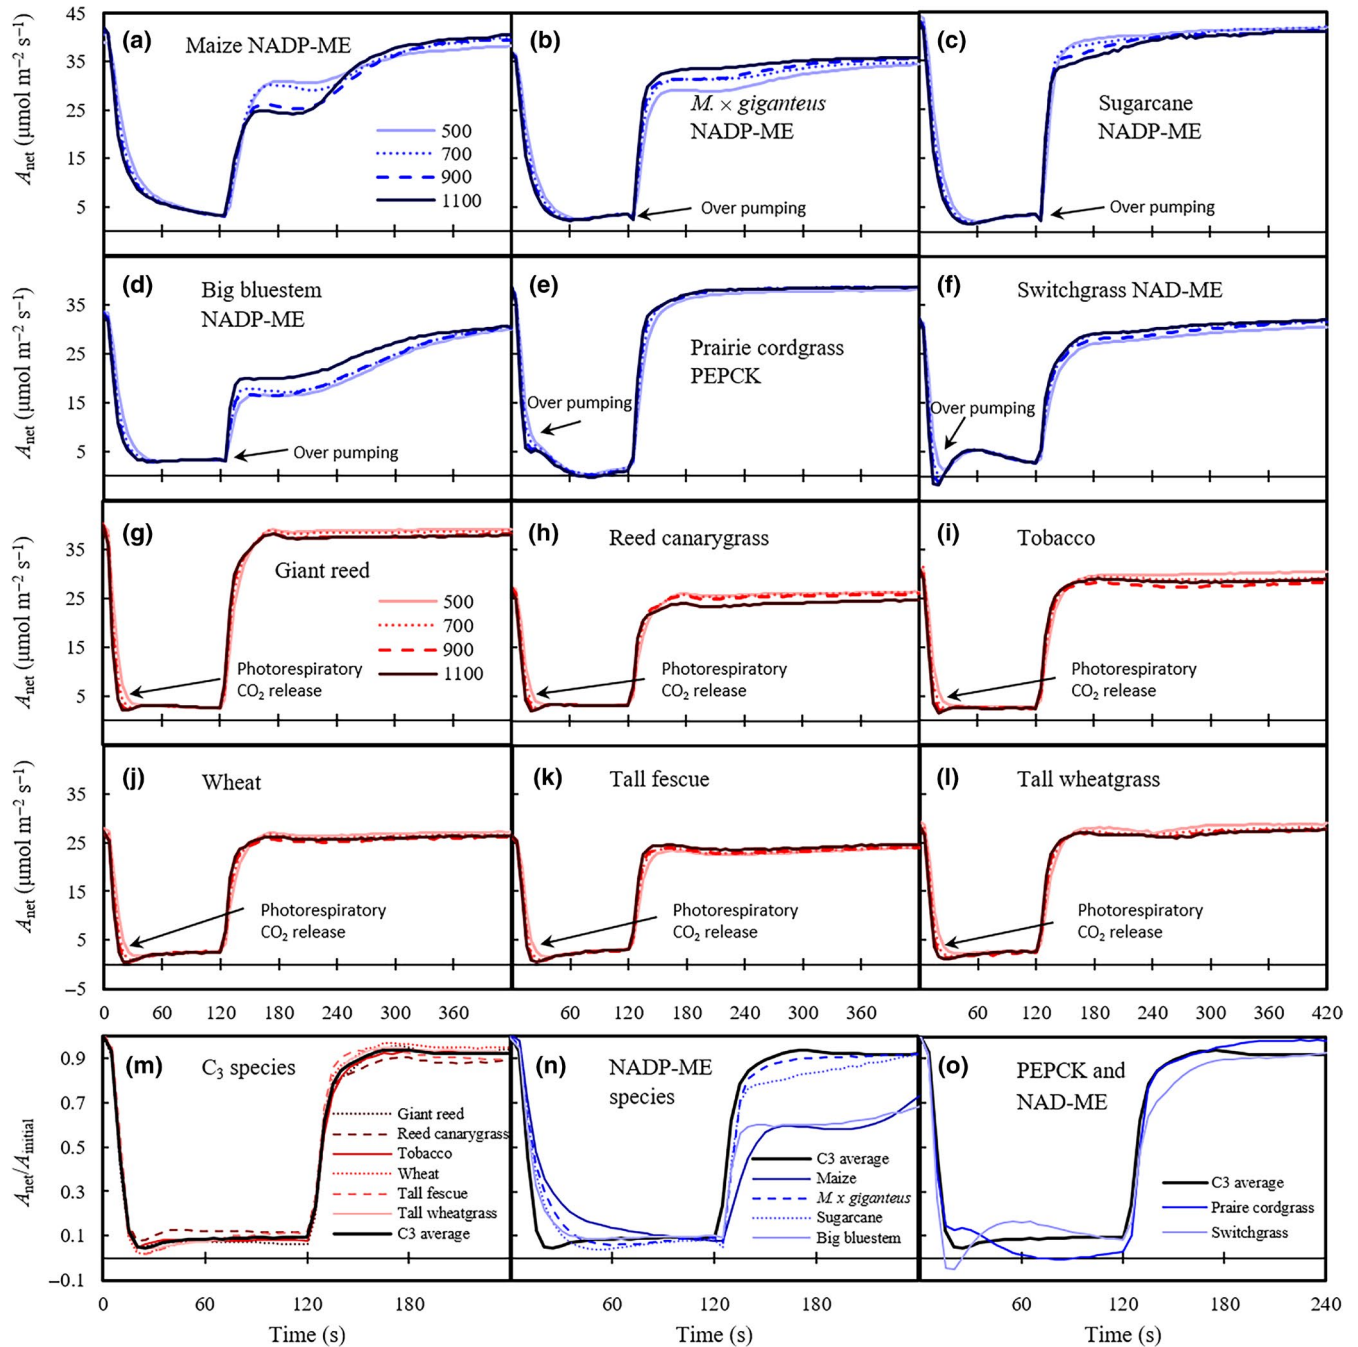 45
35
25
15
5
Anet (µmol m−2 s−1)
(a)
Maize NADP-ME
500
700
900
1100
(b)
M. × giganteus
NADP-ME
Over pumping
(c)
Sugarcane
NADP-ME
Over pumping
35
25
15
5
Anet (µmol m−2 s−1)
(d)
Big bluestem
NADP-ME
Over pumping
(e)
Prairie cordgrass
PEPCK
Over pumping
(f)
Switchgrass NAD-ME
Over pumping
35
25
15
5
Anet (µmol m−2 s−1)
(g)
Giant reed
500
700
900
1100
Photorespiratory
CO2 release
(h)
Reed canarygrass
Photorespiratory
CO2 release
(i)
Tobacco
Photorespiratory
CO2 release
35
25
15
5
−5
Anet (µmol m−2 s−1)
(j)
Wheat
Photorespiratory
CO2 release
(k)
Tall fescue
Photorespiratory
CO2 release
(l)
Tall wheatgrass
Photorespiratory
CO2 release
0 60 120 180 240 300 360
60 120 180 240 300 360
60 120 180 240 300 360 420
0.9
0.7
0.5
0.3
0.1
−0.1
Anet/Ainitial
(m)
C3 species
Giant reed
Reed canarygrass
Tobacco
Wheat
Tall fescue
Tall wheatgrass
C3 average
(n)
NADP-ME
species
C3 average
Maize
M. x giganteus
Sugarcane
Big bluestem
(o)
PEPCK and
NAD-ME
C3 average
Praire cordgrass
Switchgrass
0 60 120 180
60 120 180
60 120 180 240
Time (s)
Time (s)
Time (s)